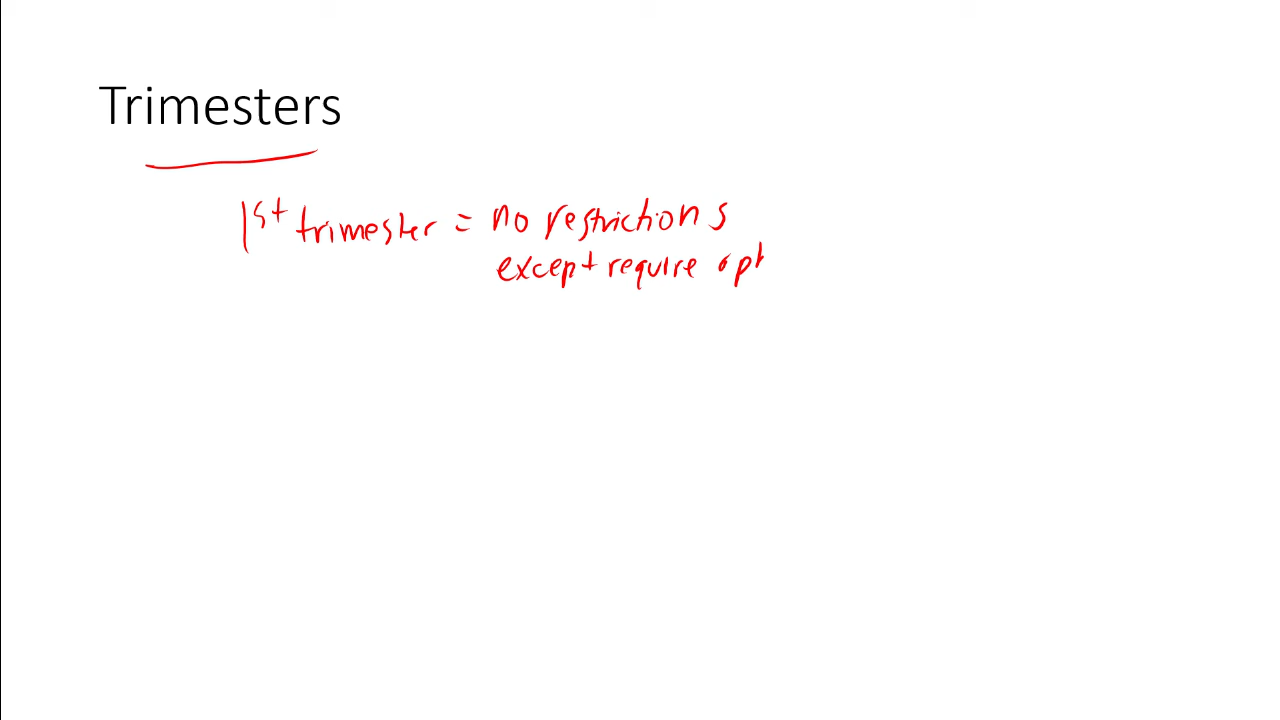 Trimesters
1st trimester = no restrictions
except require